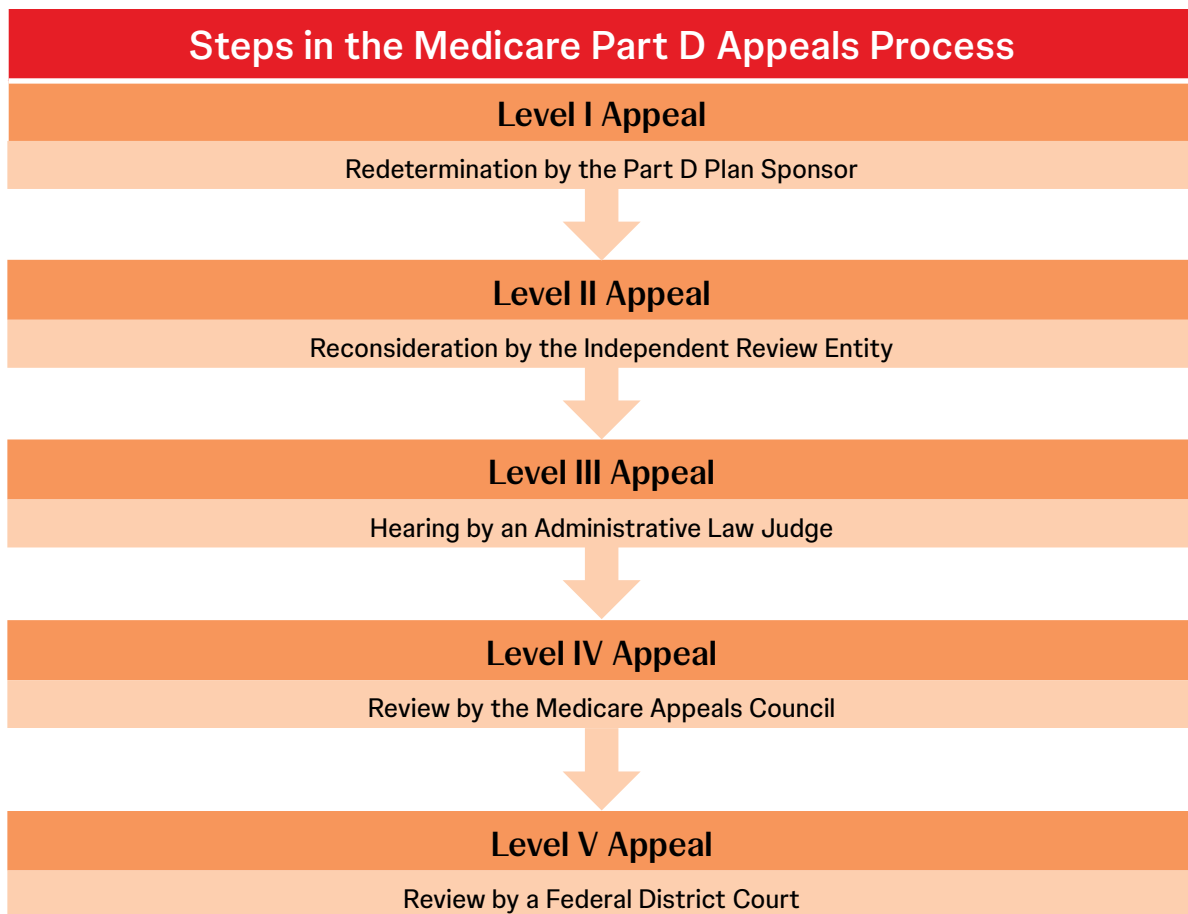 Steps in the Medicare Part D Appeals Process
Level I Appeal
Redetermination by the Part D Plan Sponsor
Level II Appeal
Reconsideration by the Independent Review Entity
Level III Appeal
Hearing by an Administrative Law Judge
Level IV Appeal
Review by the Medicare Appeals Council
Level V Appeal
Review by a Federal District Court